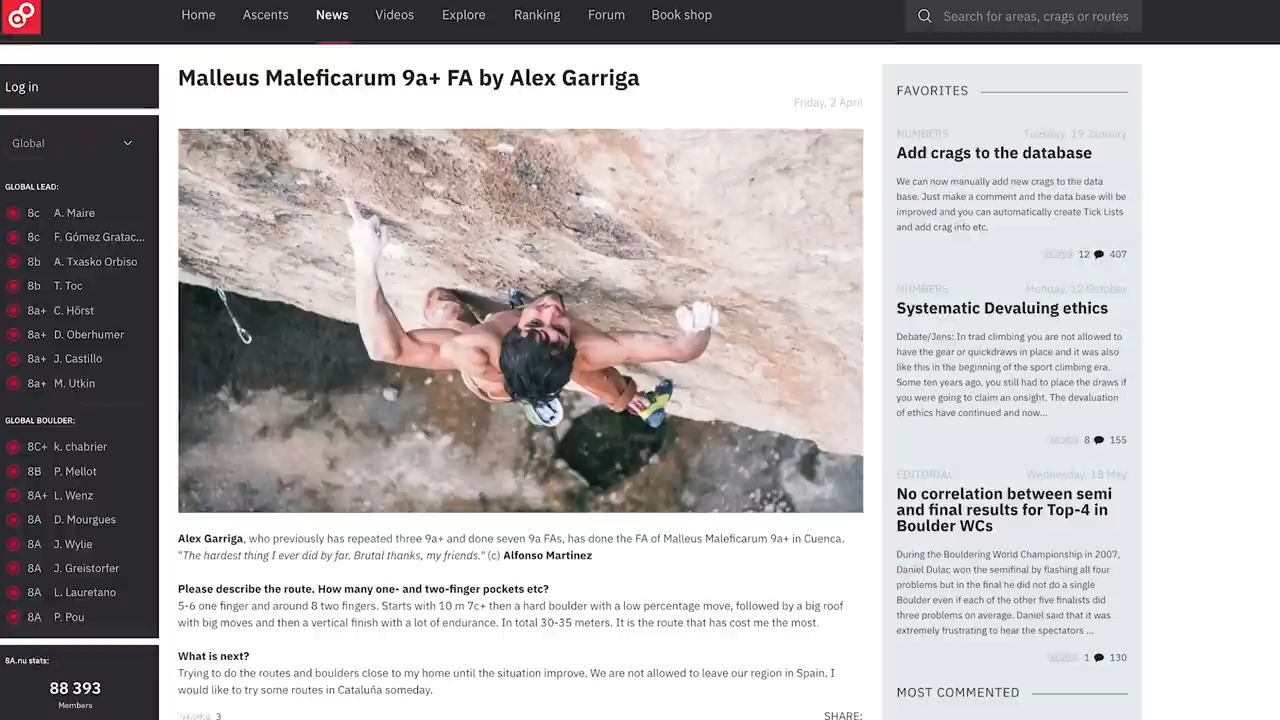 Home Ascents News Videos Explore Ranking Forum Book shop
Search for areas, crags or routes
Log in
Global
GLOBAL LEAD:
8c A. Maire
8c F. Gómez Gratac...
8b A. Txasko Orbiso
8b T. Toc
8a+ C. Hörst
8a+ D. Oberhumer
8a+ J. Castillo
8a+ M. Utkin
GLOBAL BOULDER:
8C+ k. chabrier
8B P. Mellot
8A+ L. Wenz
8A D. Mourgues
8A J. Wylie
8A J. Greistorfer
8A L. Lauretano
8A P. Pou
8A.nu stats:
88 393
Members
Malleus Maleficarum 9a+ FA by Alex Garriga
Friday, 2 April
Alex Garriga, who previously has repeated three 9a+ and done seven 9a FAs, has done the FA of Malleus Maleficarum 9a+ in Cuenca.
"The hardest thing I ever did by far. Brutal thanks, my friends." (c) Alfonso Martinez
Please describe the route. How many one- and two-finger pockets etc?
5-6 one finger and around 8 two fingers. Starts with 10 m 7c+ then a hard boulder with a low percentage move, followed by a big roof
with big moves and then a vertical finish with a lot of endurance. In total 30-35 meters. It is the route that has cost me the most.
What is next?
Trying to do the routes and boulders close to my home until the situation improve. We are not allowed to leave our region in Spain. I
would like to try some routes in Cataluña someday.
3
SHARE:
FAVORITES
NUMBERS Tuesday, 19 January
Add crags to the database
We can now manually add new crags to the data
base. Just make a comment and the data base will be
improved and you can automatically create Tick Lists
and add crag info etc.
12 407
NUMBERS Monday, 12 October
Systematic Devaluing ethics
Debate/Jens: In trad climbing you are not allowed to
have the gear or quickdraws in place and it was also
like this in the beginning of the sport climbing era.
Some ten years ago, you still had to place the draws if
you were going to claim an onsight. The devaluation
of ethics have continued and now...
8 155
EDITORIAL Wednesday, 13 May
No correlation between semi
and final results for Top-4 in
Boulder WCs
During the Bouldering World Championship in 2007,
Daniel Dulac won the semifinal by flashing all four
problems but in the final he did not do a single
Boulder even if each of the other five finalists did
three problems on average. Daniel said that it was
extremely frustrating to hear the spectators ...
1 130
MOST COMMENTED